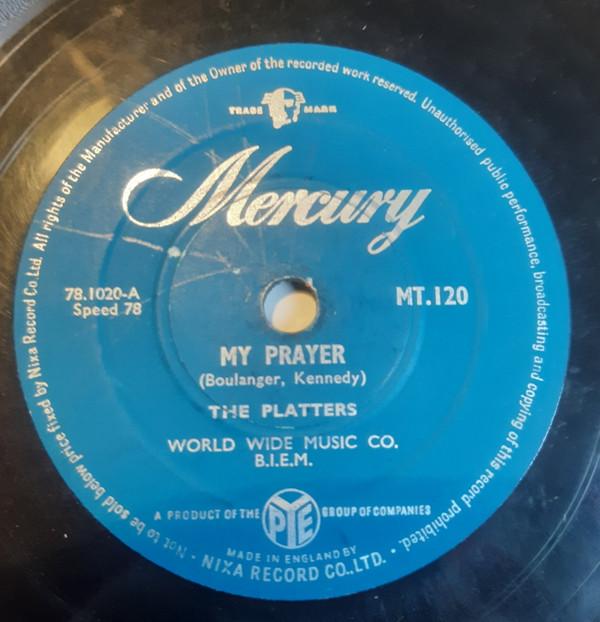 Not to be sold below price fixed by Nixa Record Co.Ltd. All rights of the Manufacturer and of the Owner of the recorded work reserved. Unauthorised public performance, broadcasting and copying of this record prohibited.
TRADE MARK
Mercury
78.1020-A
Speed 78
MT.120
MY PRAYER
(Boulanger, Kennedy)
THE PLATTERS
WORLD WIDE MUSIC CO.
B.I.E.M.
A PRODUCT OF THE PYE GROUP OF COMPANIES
MADE IN ENGLAND BY
NIXA RECORD CO.,LTD.